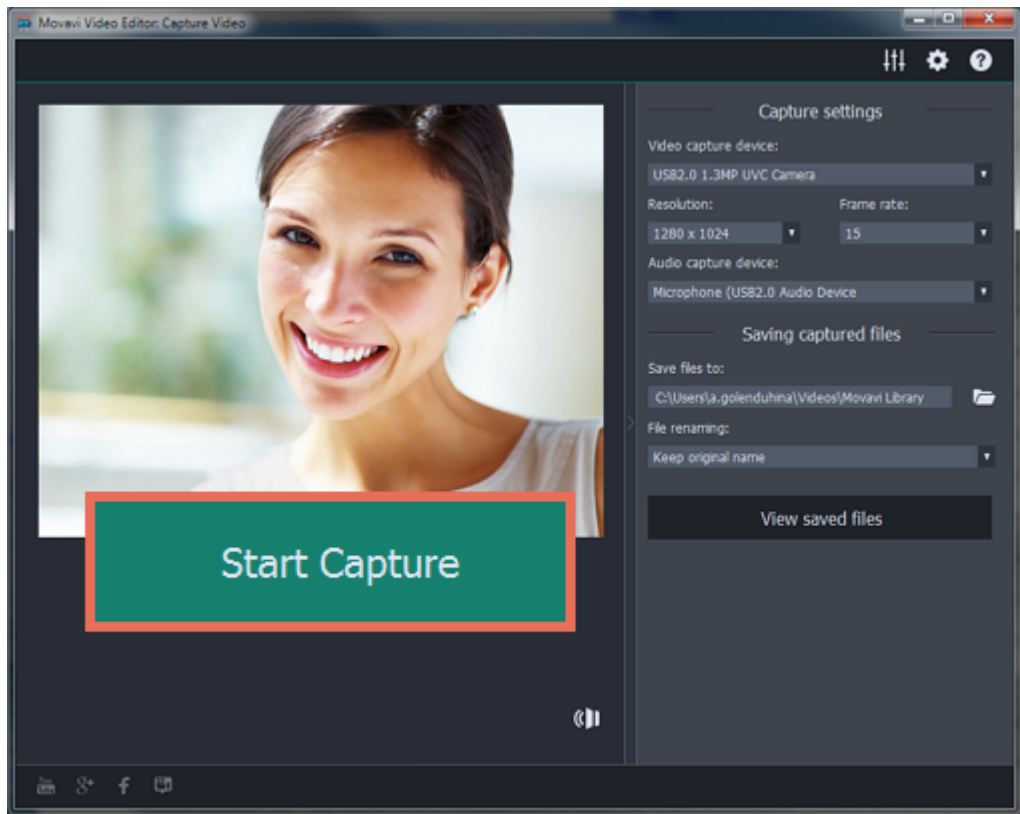 Movavi Video Editor: Capture Video
Capture settings
Video capture device:
USB2.0 1.3MP UVC Camera
Resolution: Frame rate:
1280 x 1024 15
Audio capture device:
Microphone (USB2.0 Audio Device
Saving captured files
Save files to:
C:\Users\a.golenduhina\Videos\Movavi Library
File renaming:
Keep original name
View saved files
Start Capture